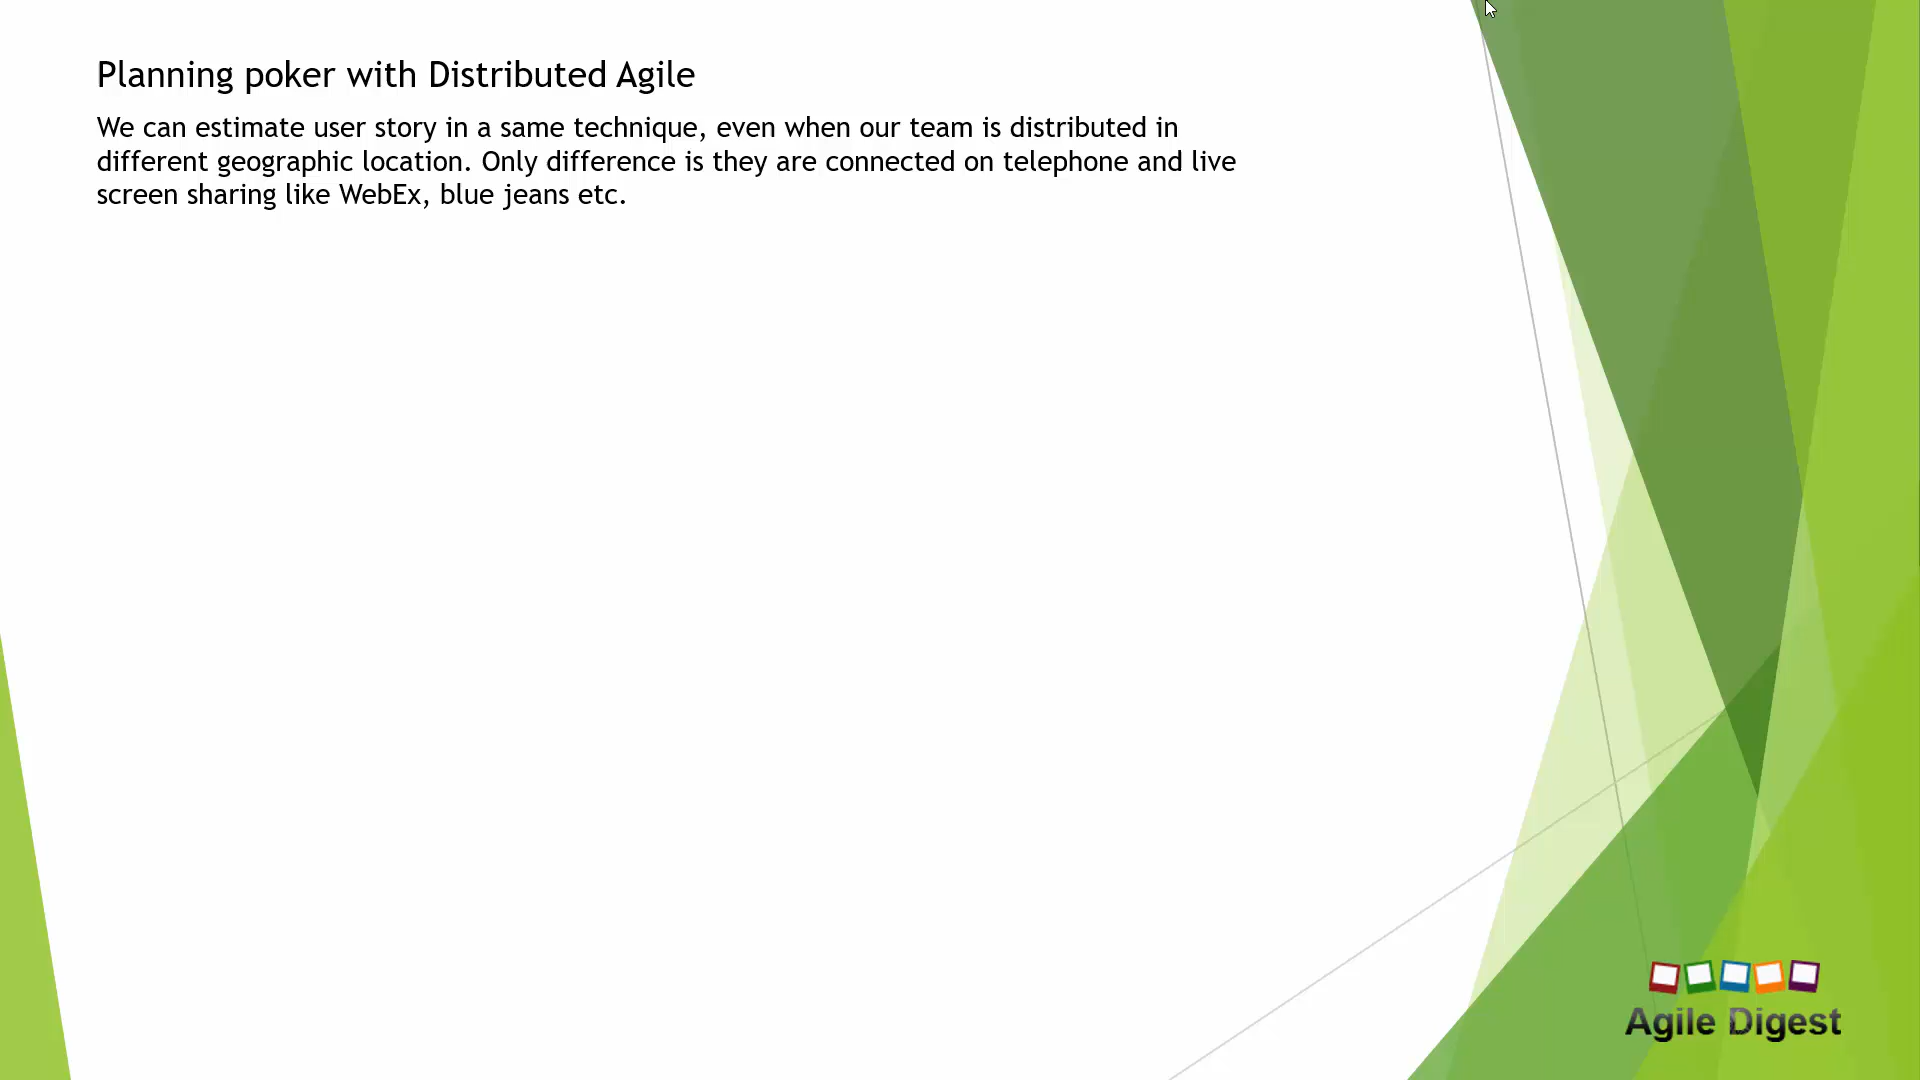 Planning poker with Distributed Agile
We can estimate user story in a same technique, even when our team is distributed in
different geographic location. Only difference is they are connected on telephone and live
screen sharing like WebEx, blue jeans etc.
Agile Digest